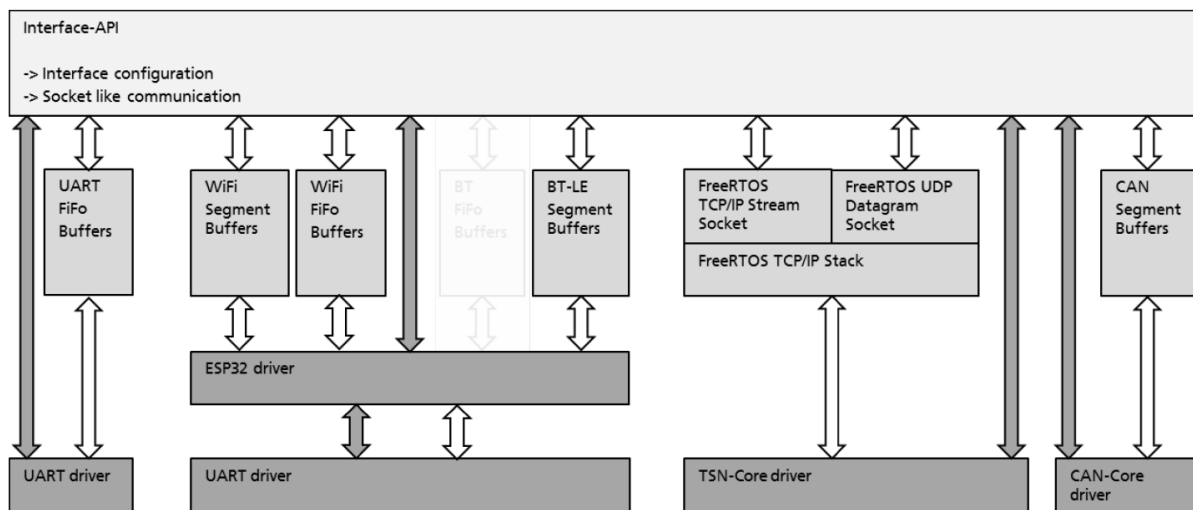 Interface-API
-> Interface configuration
-> Socket like communication
UART
FiFo
Buffers
WiFi
Segment
Buffers
WiFi
FiFo
Buffers
BT
FiFo
Buffers
BT-LE
Segment
Buffers
FreeRTOS
TCP/IP Stream
Socket
FreeRTOS UDP
Datagram
Socket
FreeRTOS TCP/IP Stack
CAN
Segment
Buffers
ESP32 driver
UART driver
UART driver
TSN-Core driver
CAN-Core
driver